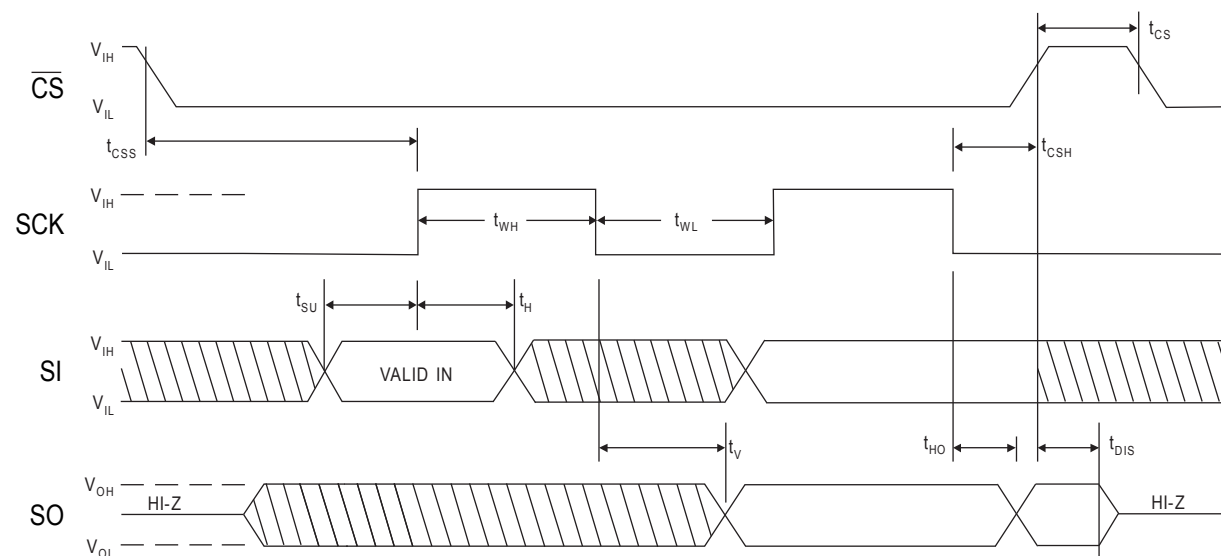 t_CS
V_IH
C̅S̅
V_IL
t_CSS
t_CSH
V_IH
SCK
t_WH
t_WL
V_IL
t_SU
t_H
V_IH
SI
VALID IN
V_IL
t_V
t_HO
t_DIS
V_OH
HI-Z
HI-Z
SO
V_OL